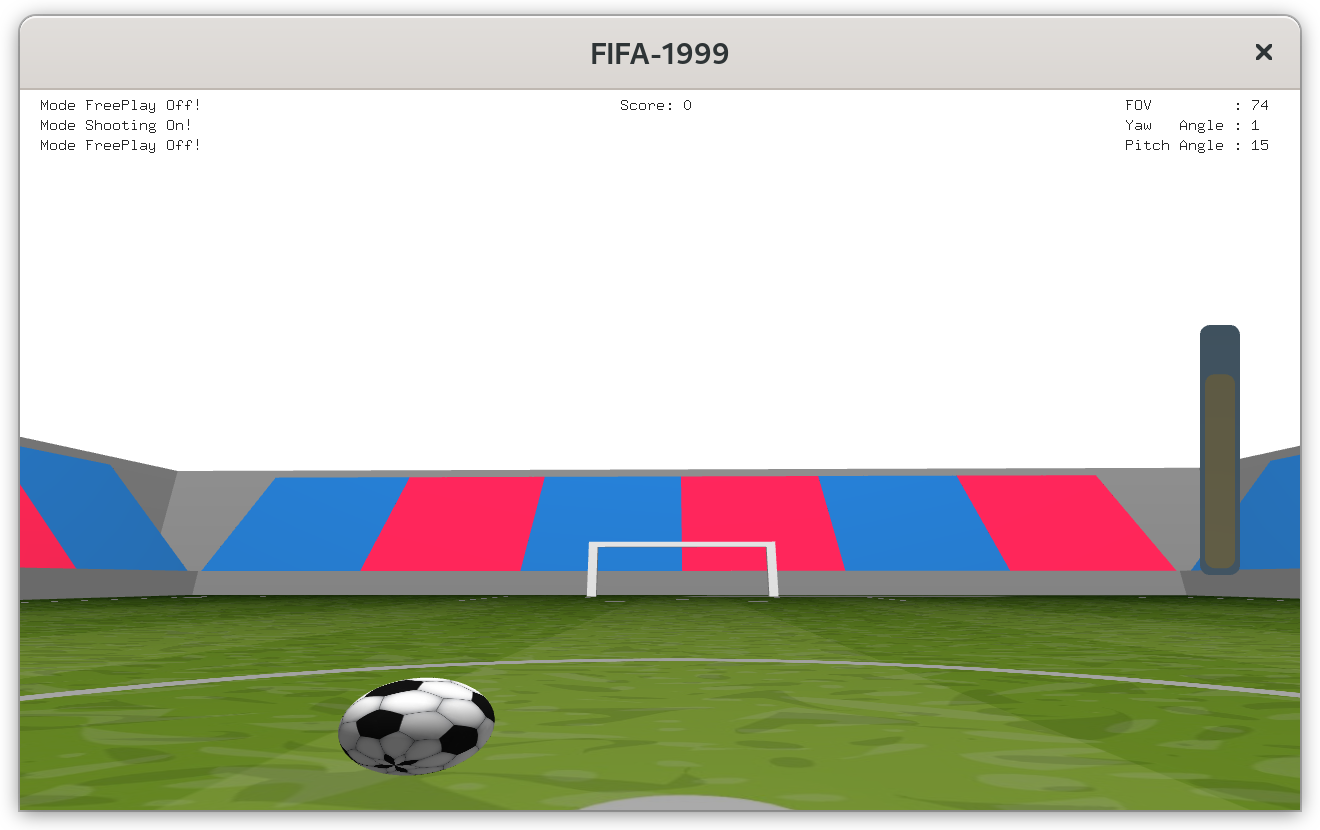 FIFA-1999
Mode FreePlay Off!
Mode Shooting On!
Mode FreePlay Off!
Score: 0
FOV         : 74
Yaw   Angle : 1
Pitch Angle : 15